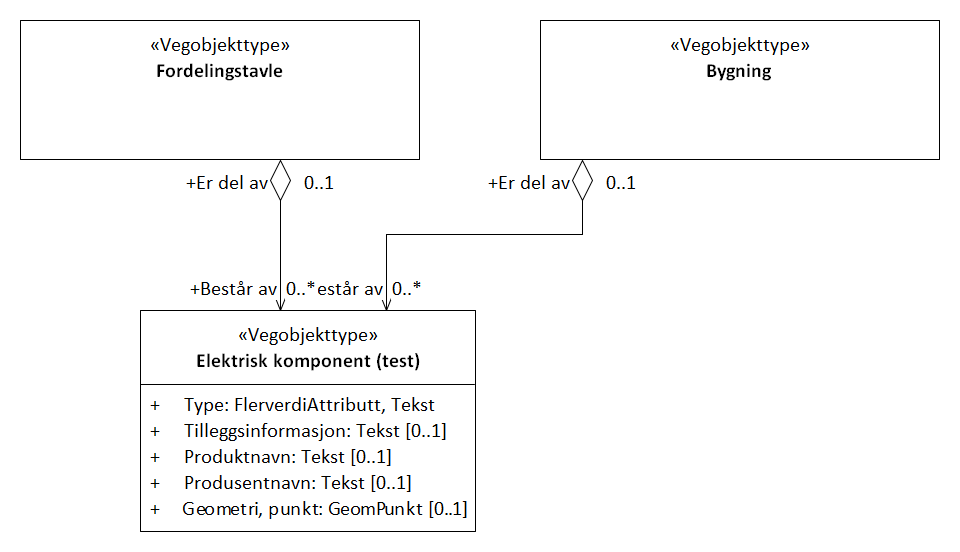 «Vegobjekttype»
Fordelingstavle
«Vegobjekttype»
Bygning
+Er del av 0..1
+Er del av 0..1
+Består av 0..* estår av 0..*
«Vegobjekttype»
Elektrisk komponent (test)
+ Type: FlerverdiAttributt, Tekst
+ Tilleggsinformasjon: Tekst [0..1]
+ Produktnavn: Tekst [0..1]
+ Produsentnavn: Tekst [0..1]
+ Geometri, punkt: GeomPunkt [0..1]